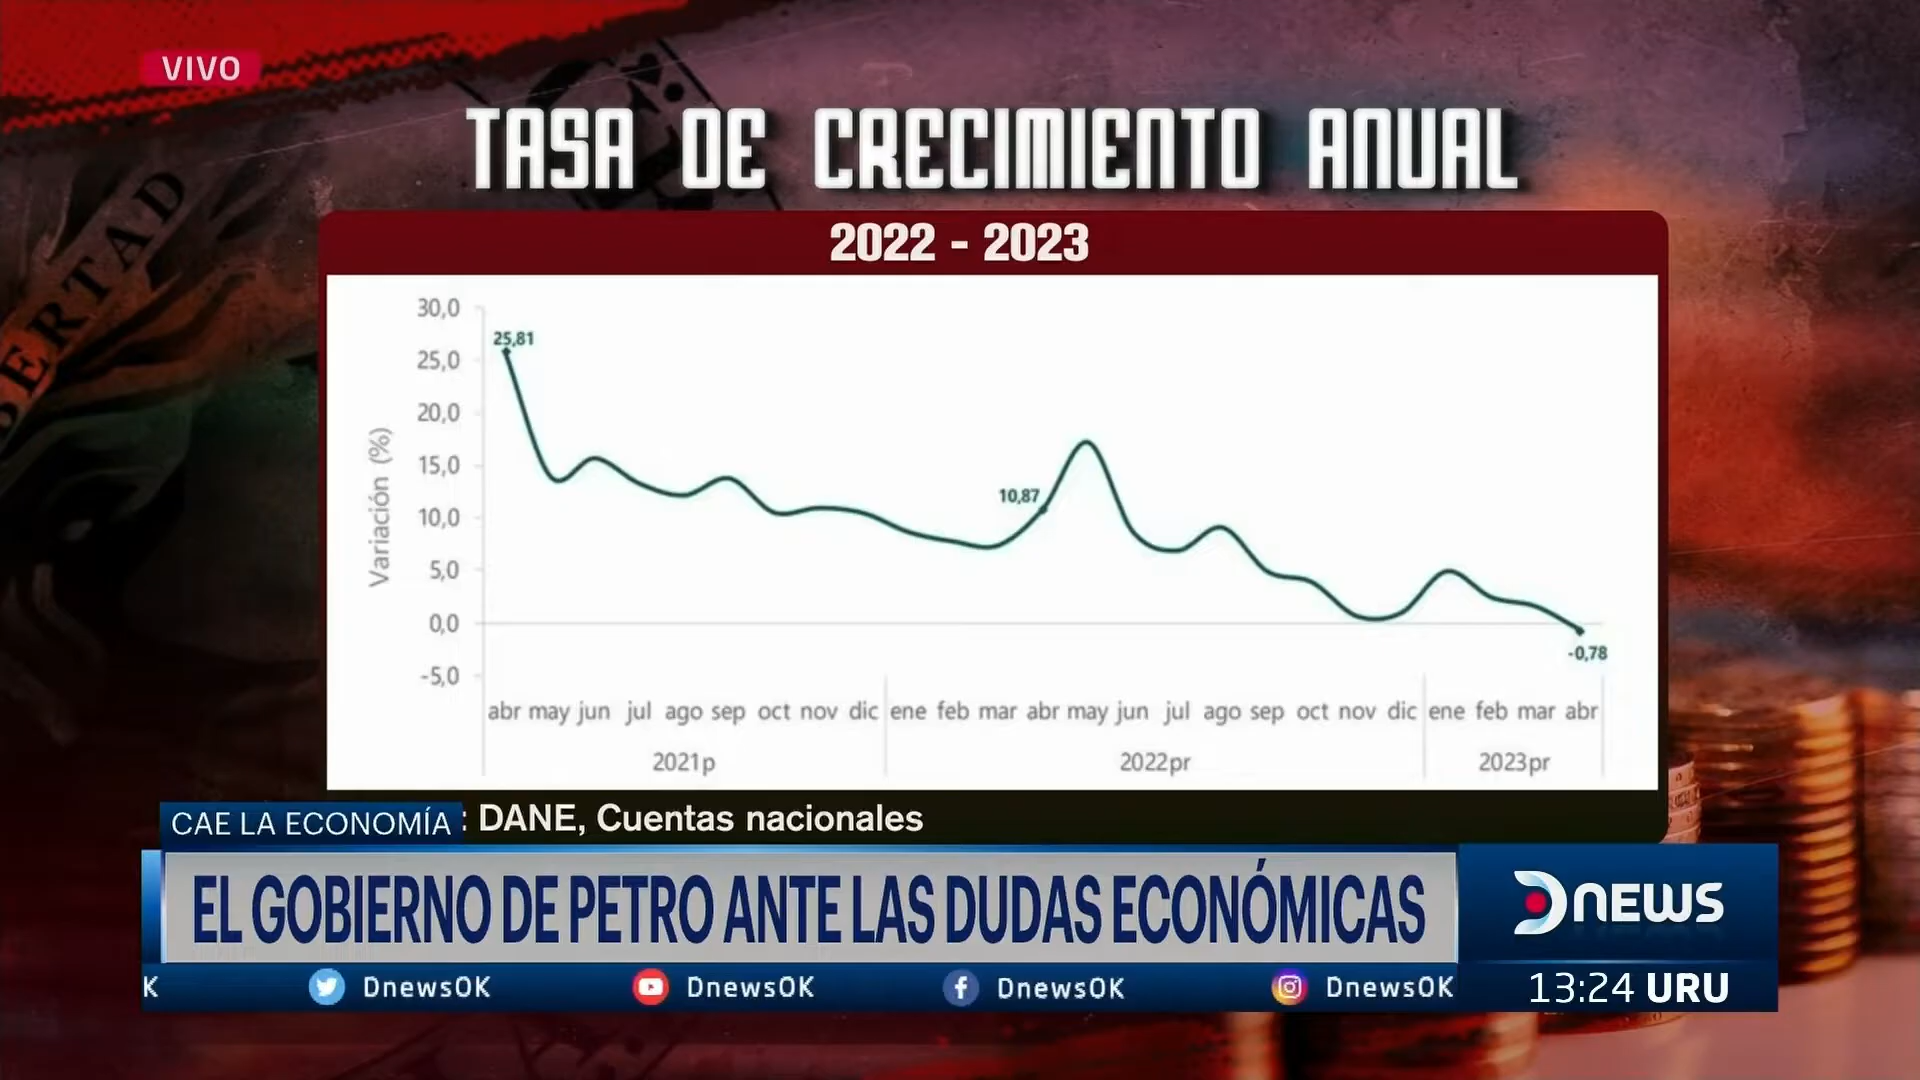 VIVO
TASA DE CRECIMIENTO ANUAL
2022 - 2023
30,0
25,0
20,0
15,0
10,0
5,0
0,0
-5,0
Variación (%)
25,81
10,87
-0,78
abr may jun jul ago sep oct nov dic ene feb mar abr may jun jul ago sep oct nov dic ene feb mar abr
2021p 2022pr 2023pr
CAE LA ECONOMÍA : DANE, Cuentas nacionales
EL GOBIERNO DE PETRO ANTE LAS DUDAS ECONÓMICAS
DNEWS
K DnewsOK DnewsOK DnewsOK DnewsOK
13:24 URU
BERTAD